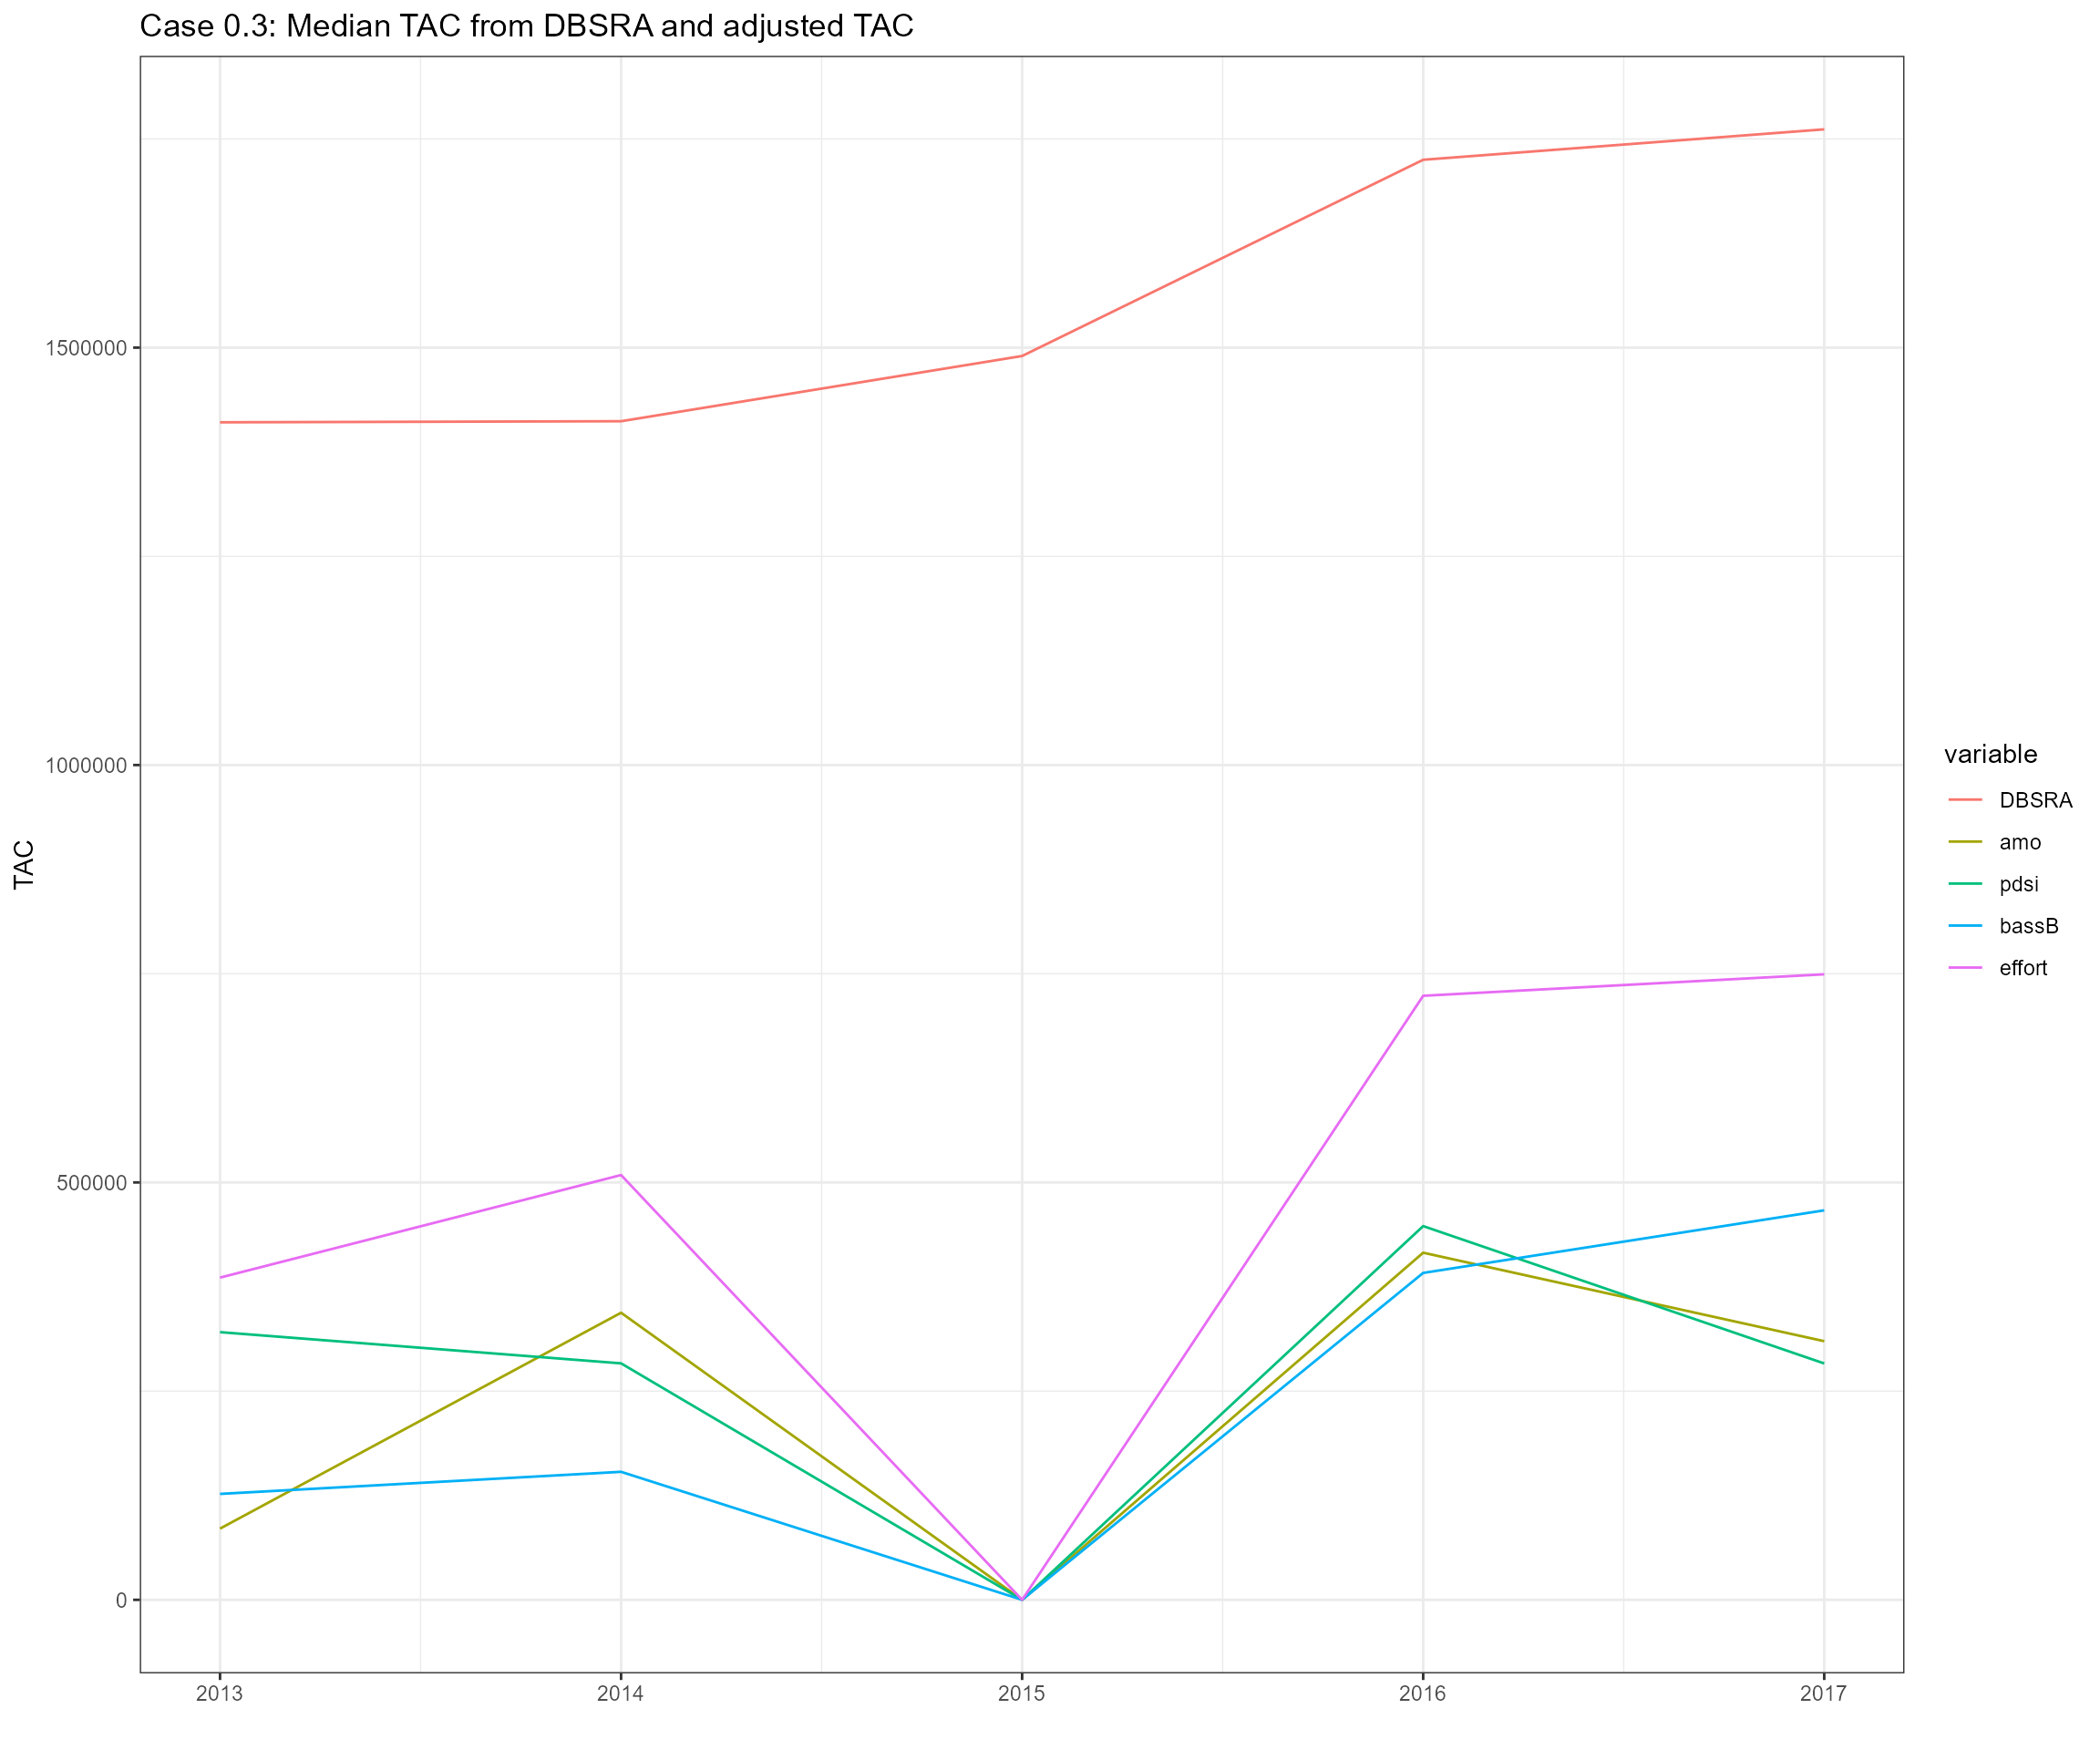 Case 0.3: Median TAC from DBSRA and adjusted TAC
TAC
1500000
1000000
500000
0
2013
2014
2015
2016
2017
variable
DBSRA
amo
pdsi
bassB
effort